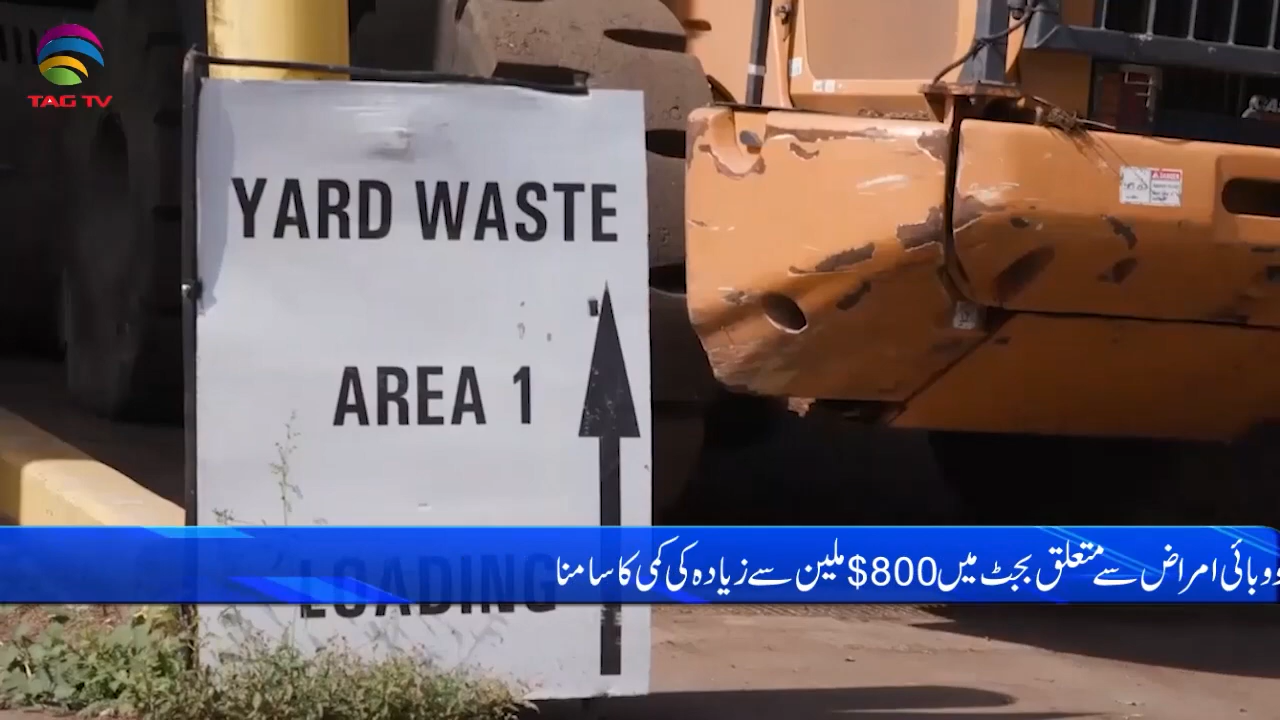 TAG TV
YARD WASTE
AREA 1
LOADING
وبائی امراض سے متعلق بجٹ میں 800$ ملین سے زیادہ کی کمی کا سامنا
DANGER